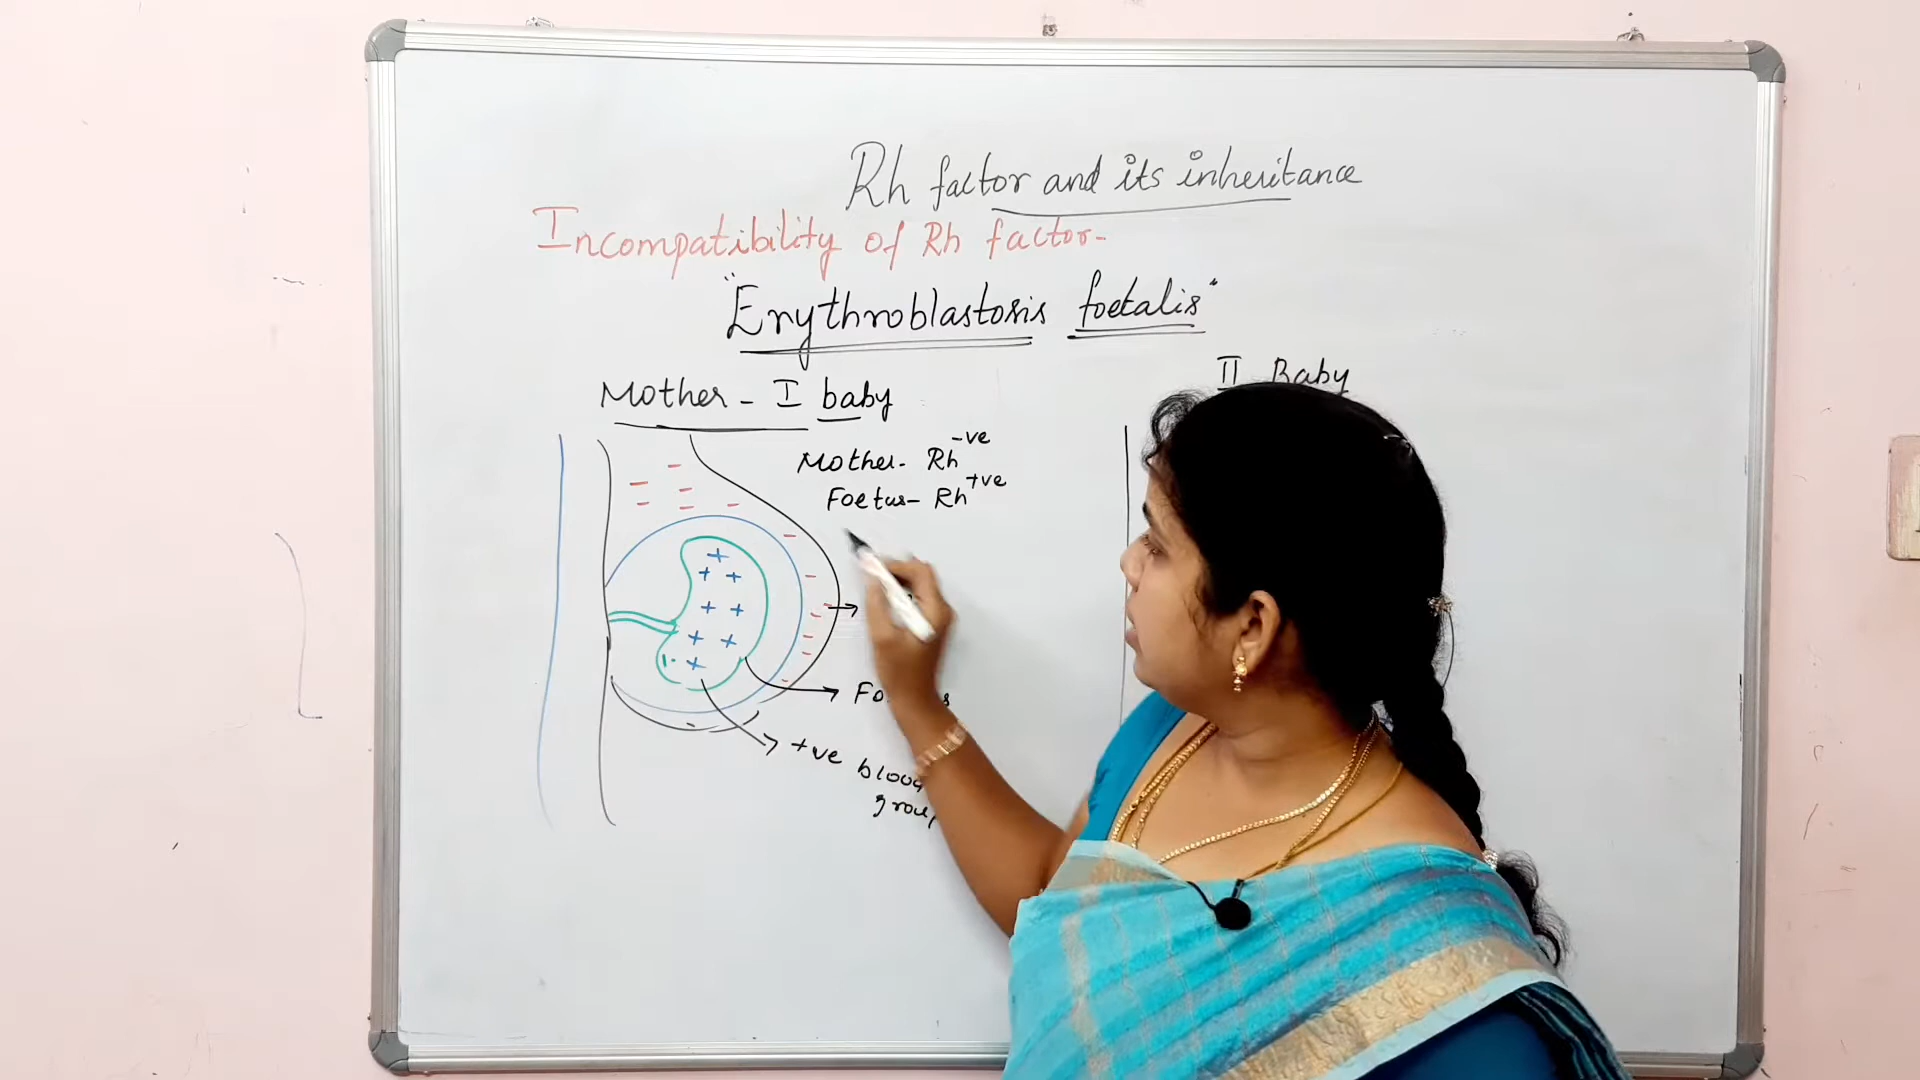 Rh factor and its inheritance
Incompatibility of Rh factor-
"Erythroblastosis foetalis"
Mother - I baby
II Baby
Mother- Rh -ve
Foetus- Rh +ve
+ve blood
group